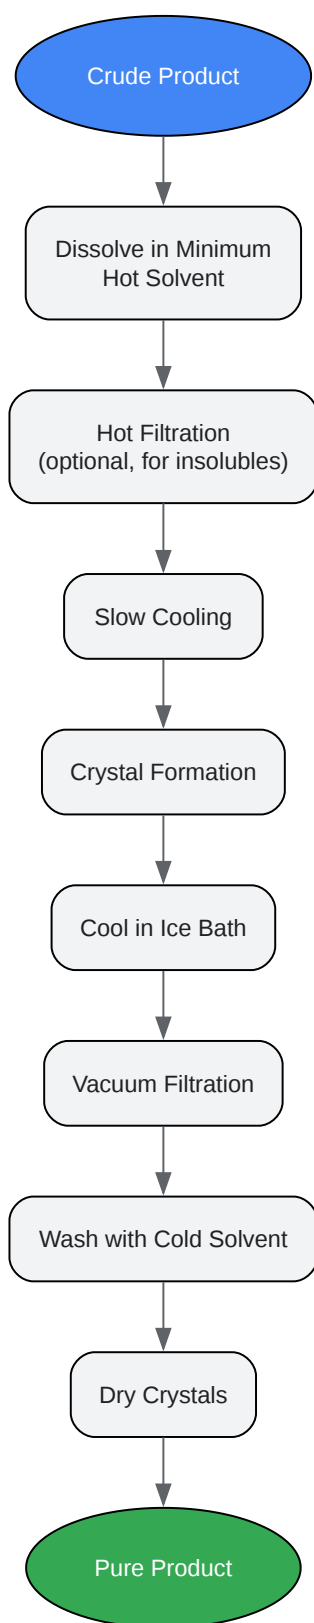 Crude Product
Dissolve in Minimum
Hot Solvent
Hot Filtration
(optional, for insolubles)
Slow Cooling
Crystal Formation
Cool in Ice Bath
Vacuum Filtration
Wash with Cold Solvent
Dry Crystals
Pure Product